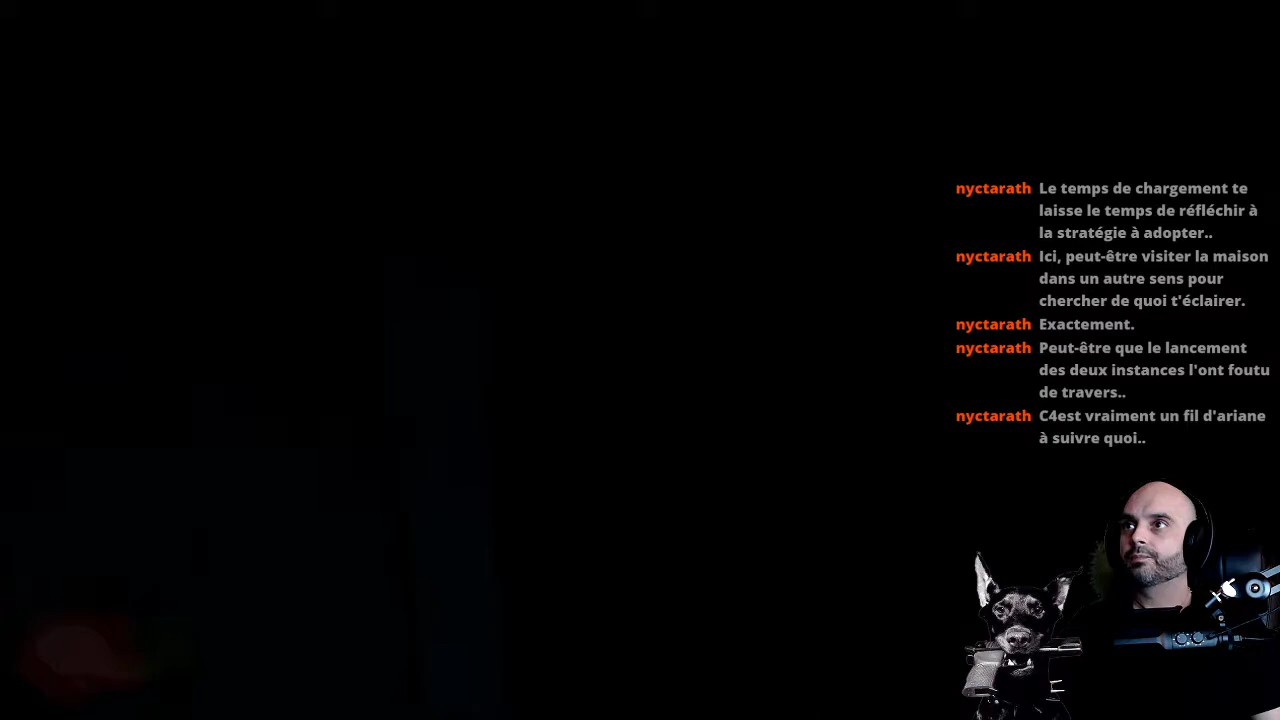 nyctarath Le temps de chargement te
laisse le temps de réfléchir à
la stratégie à adopter..
nyctarath Ici, peut-être visiter la maison
dans un autre sens pour
chercher de quoi t'éclairer.
nyctarath Exactement.
nyctarath Peut-être que le lancement
des deux instances l'ont foutu
de travers..
nyctarath C4est vraiment un fil d'ariane
à suivre quoi..